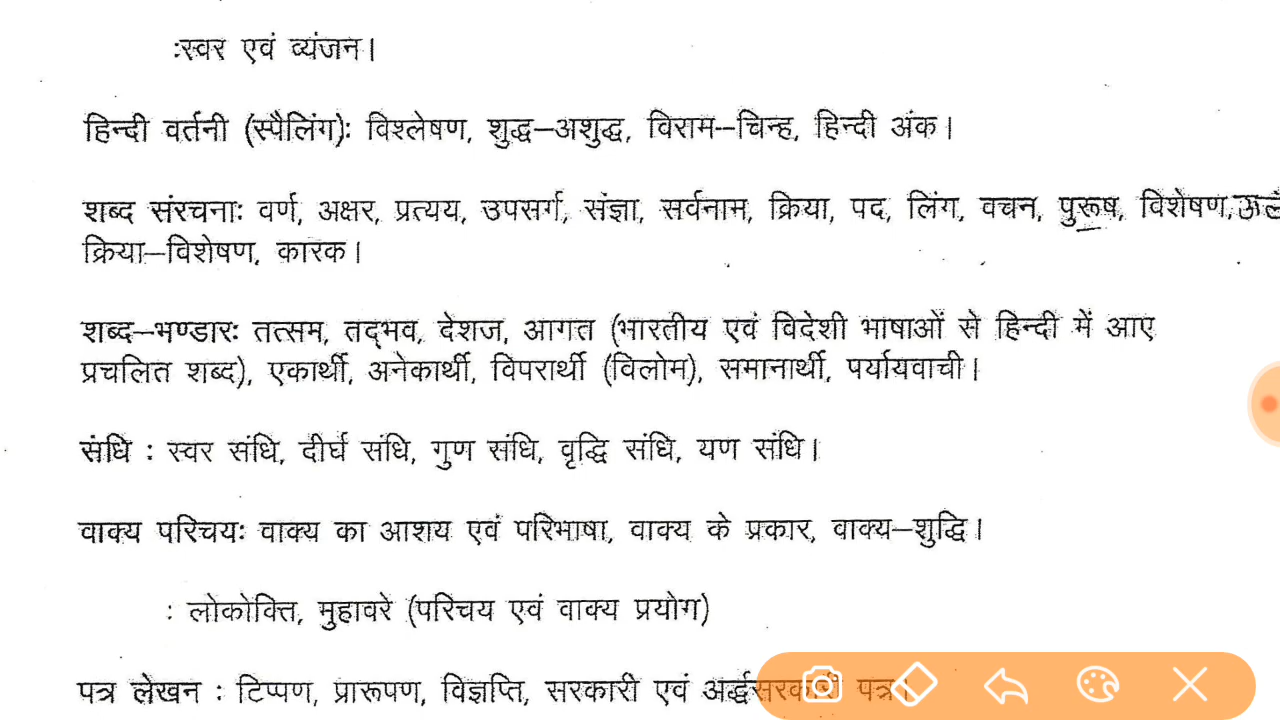 :स्वर एवं व्यंजन।
हिन्दी वर्तनी (स्पैलिंग): विश्लेषण, शुद्ध–अशुद्ध, विराम–चिन्ह, हिन्दी अंक।
शब्द संरचनाः वर्ण, अक्षर, प्रत्यय, उपसर्ग, संज्ञा, सर्वनाम, क्रिया, पद, लिंग, वचन, पुरूष, विशेषण,
क्रिया–विशेषण, कारक।
शब्द–भण्डारः तत्सम, तद्भव, देशज, आगत (भारतीय एवं विदेशी भाषाओं से हिन्दी में आए
प्रचलित शब्द), एकार्थी, अनेकार्थी, विपरार्थी (विलोम), समानार्थी, पर्यायवाची।
संधि : स्वर संधि, दीर्घ संधि, गुण संधि, वृद्धि संधि, यण संधि।
वाक्य परिचयः वाक्य का आशय एवं परिभाषा, वाक्य के प्रकार, वाक्य–शुद्धि।
: लोकोक्ति, मुहावरे (परिचय एवं वाक्य प्रयोग)
पत्र लेखन : टिप्पण, प्रारूपण, विज्ञप्ति, सरकारी एवं अर्द्धसरकारी पत्र।